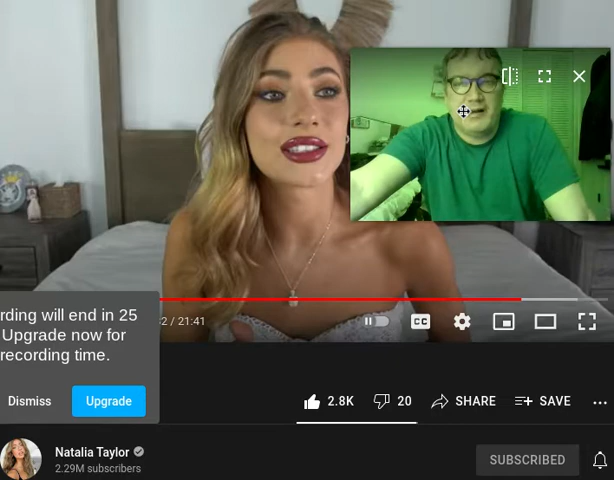 rding will end in 25
Upgrade now for
recording time.
Dismiss
Upgrade
2 / 21:41
CC
2.8K
20
SHARE
SAVE
Natalia Taylor
2.29M subscribers
SUBSCRIBED